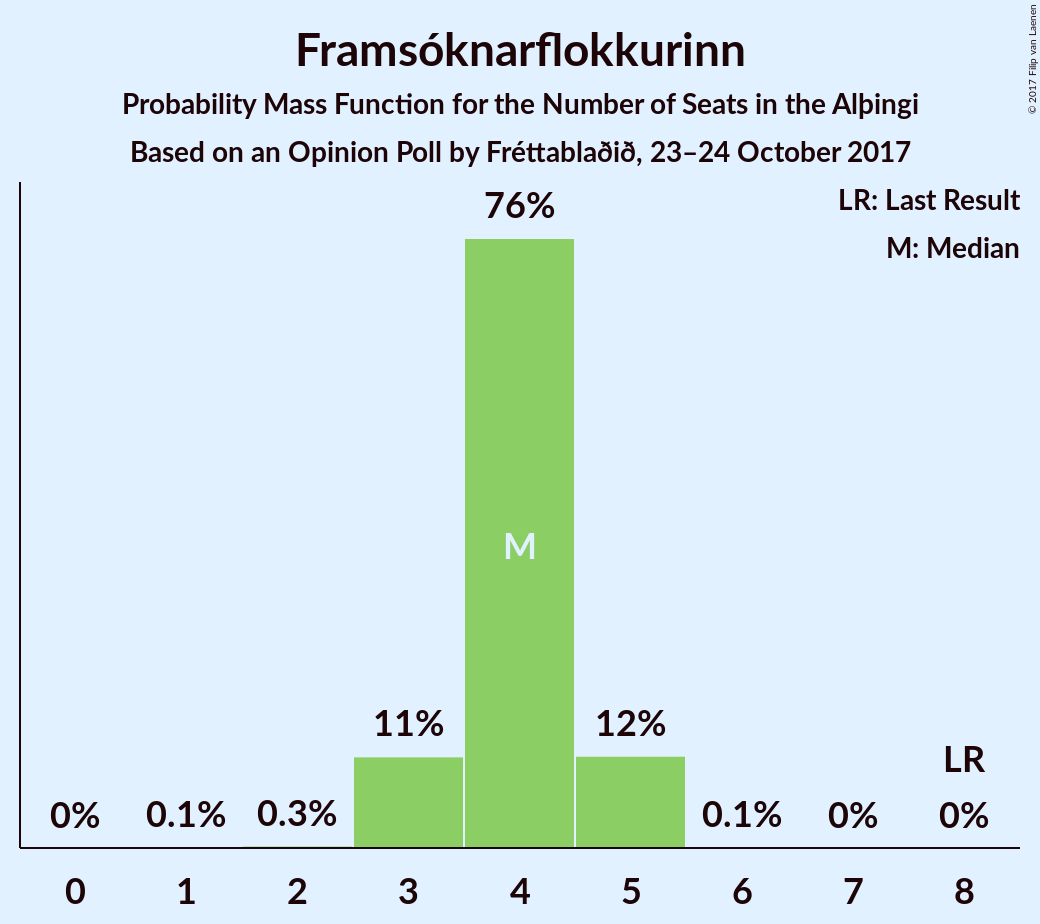 Framsóknarflokkurinn
Probability Mass Function for the Number of Seats in the Alþingi
Based on an Opinion Poll by Fréttablaðið, 23–24 October 2017
© 2017 Filip van Laenen
LR: Last Result
M: Median
76%
M
11%
12%
LR
0% 0.1% 0.3% 0.1% 0% 0%
0 1 2 3 4 5 6 7 8